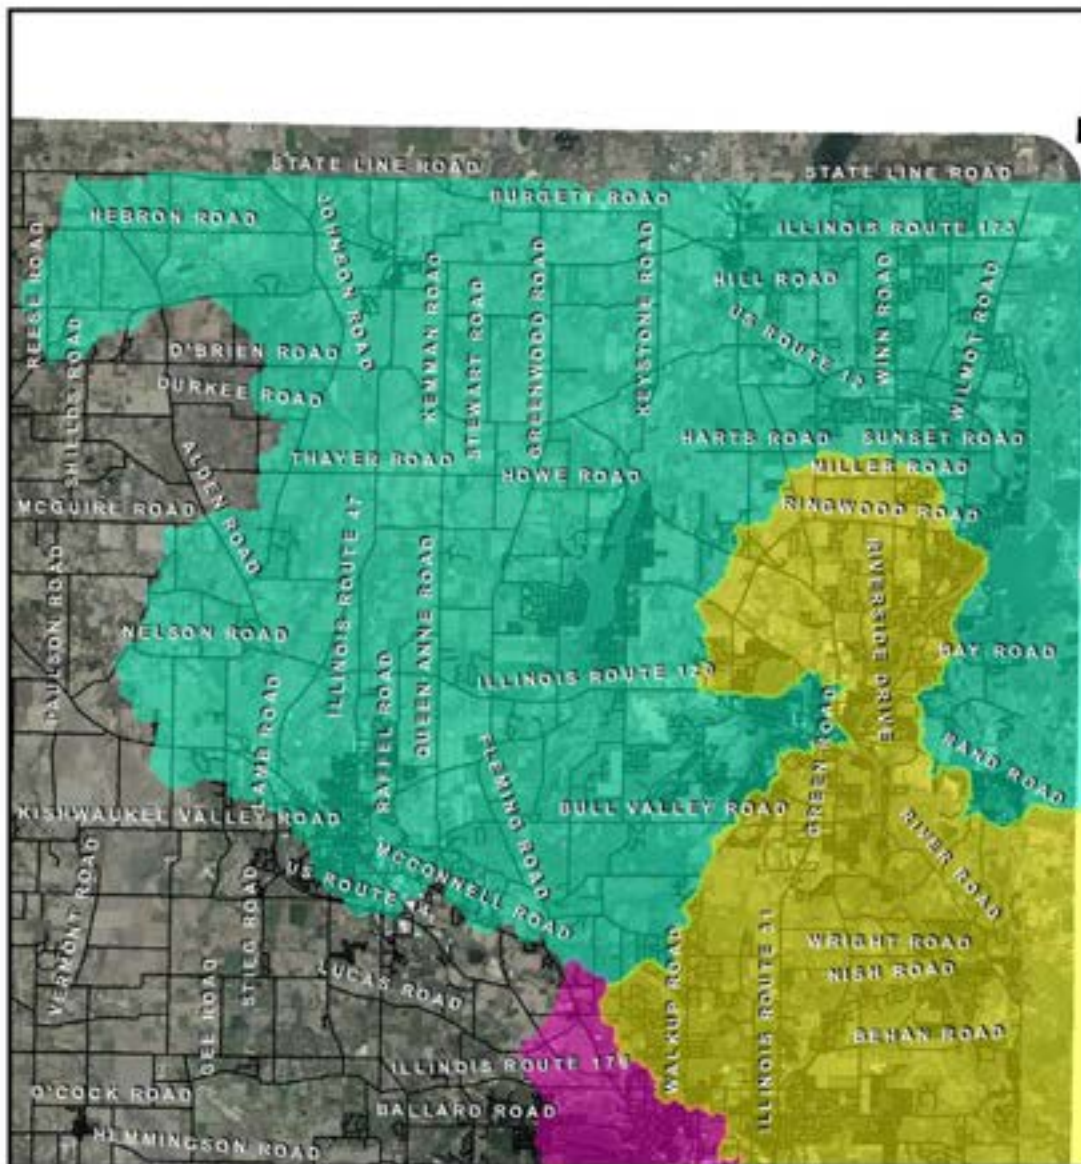 STATE LINE ROAD
STATE LINE ROAD
BURGETT ROAD
HEBRON ROAD
JOHNSON ROAD
ILLINOIS ROUTE 173
REESE ROAD
KEMMAN ROAD
STEWART ROAD
GREENWOOD ROAD
KEYSTONE ROAD
HILL ROAD
WINN ROAD
WILMOT ROAD
US ROUTE 12
SHIELDS ROAD
O'BRIEN ROAD
DURKEE ROAD
HARTS ROAD
SUNSET ROAD
THAYER ROAD
HOWE ROAD
MILLER ROAD
ALDEN ROAD
MCGUIRE ROAD
RINGWOOD ROAD
ILLINOIS ROUTE 47
PAULSON ROAD
QUEEN ANNE ROAD
RIVERSIDE DRIVE
NELSON ROAD
BAY ROAD
ILLINOIS ROUTE 120
LAMB ROAD
RAFFEL ROAD
GREEN ROAD
FLEMING ROAD
RAND ROAD
KISHWAUKEE VALLEY ROAD
BULL VALLEY ROAD
RIVER ROAD
VERMONT ROAD
US ROUTE 14
MCCONNELL ROAD
STIEG ROAD
WALKUP ROAD
ILLINOIS ROUTE 31
WRIGHT ROAD
NISH ROAD
LUCAS ROAD
GEE ROAD
BEHAN ROAD
ILLINOIS ROUTE 176
O'COCK ROAD
BALLARD ROAD
HEMMINGSON ROAD